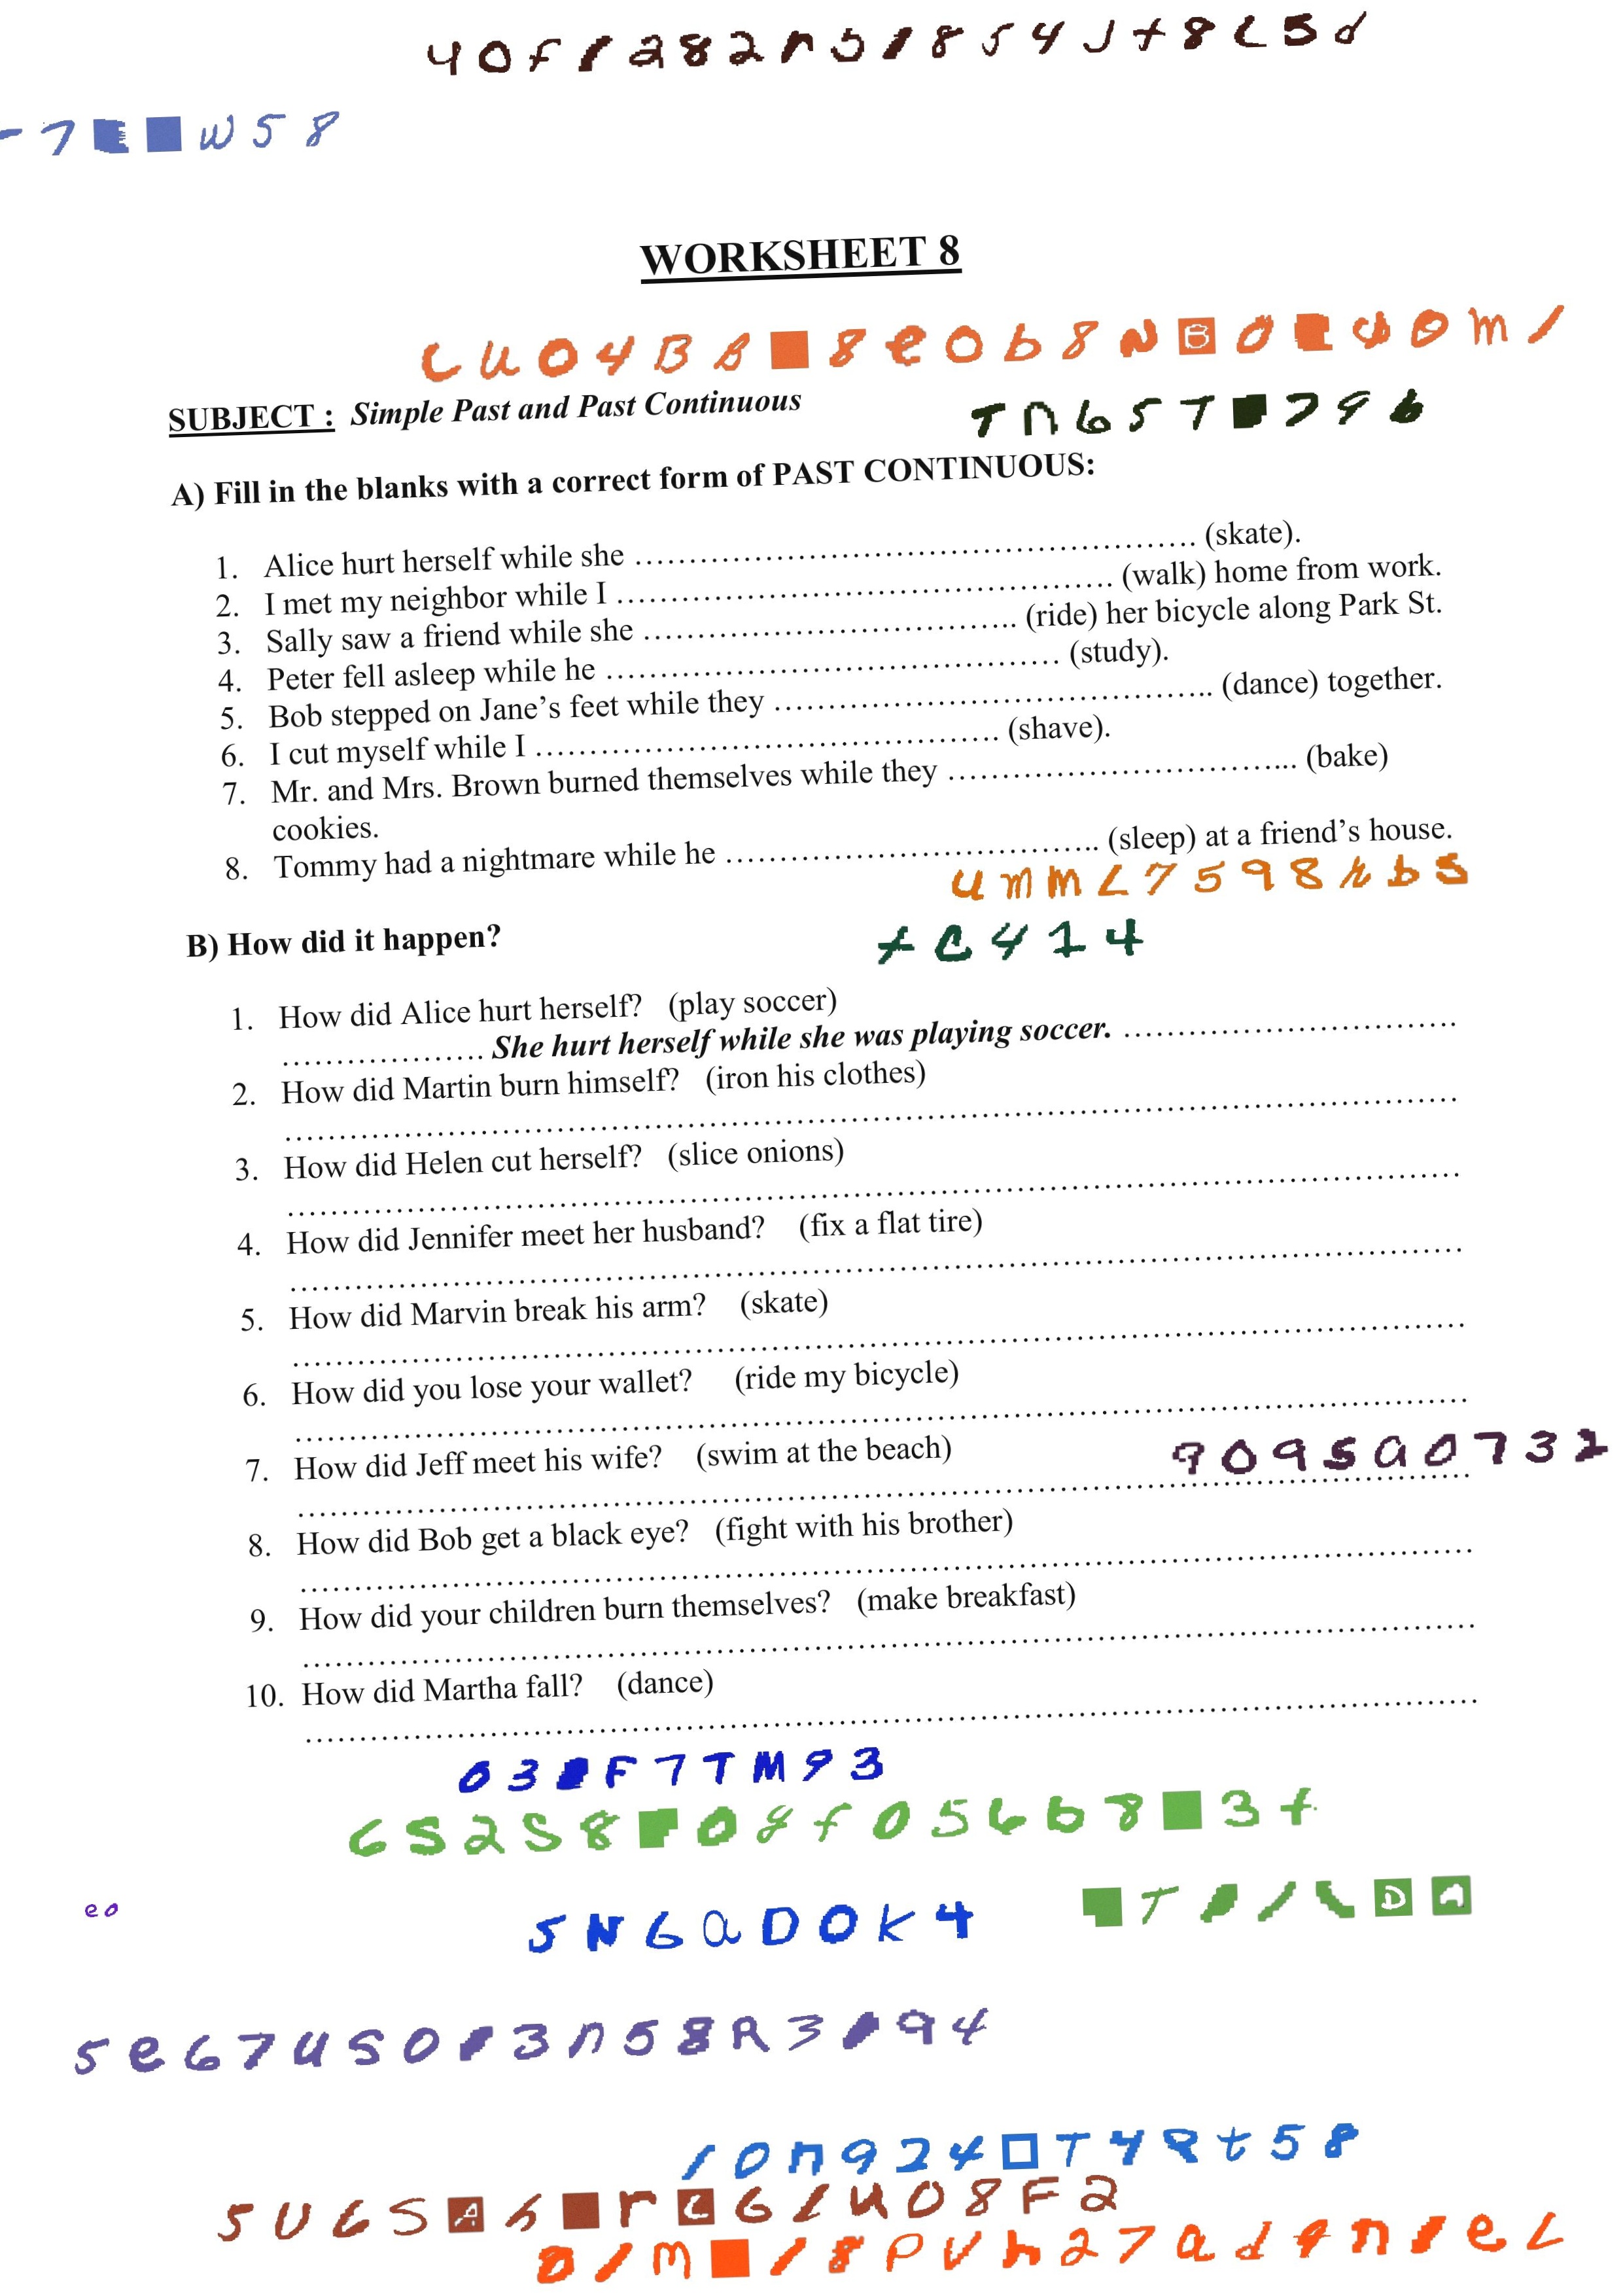 WORKSHEET 8
SUBJECT : Simple Past and Past Continuous
A) Fill in the blanks with a correct form of PAST CONTINUOUS:
1. Alice hurt herself while she ........................................................ (skate).
2. I met my neighbor while I .................................................. (walk) home from work.
3. Sally saw a friend while she ..................................... (ride) her bicycle along Park St.
4. Peter fell asleep while he ............................................. (study).
5. Bob stepped on Jane's feet while they ........................................... (dance) together.
6. I cut myself while I .............................................. (shave).
7. Mr. and Mrs. Brown burned themselves while they .................................. (bake)
cookies.
8. Tommy had a nightmare while he ..................................... (sleep) at a friend's house.
ummL7598hbs
+C414
B) How did it happen?
1. How did Alice hurt herself? (play soccer)
................... She hurt herself while she was playing soccer. ...............................
2. How did Martin burn himself? (iron his clothes)
3. How did Helen cut herself? (slice onions)
4. How did Jennifer meet her husband? (fix a flat tire)
5. How did Marvin break his arm? (skate)
6. How did you lose your wallet? (ride my bicycle)
7. How did Jeff meet his wife? (swim at the beach)
9095a0732
8. How did Bob get a black eye? (fight with his brother)
9. How did your children burn themselves? (make breakfast)
10. How did Martha fall? (dance)
eo
5N6aDOK4